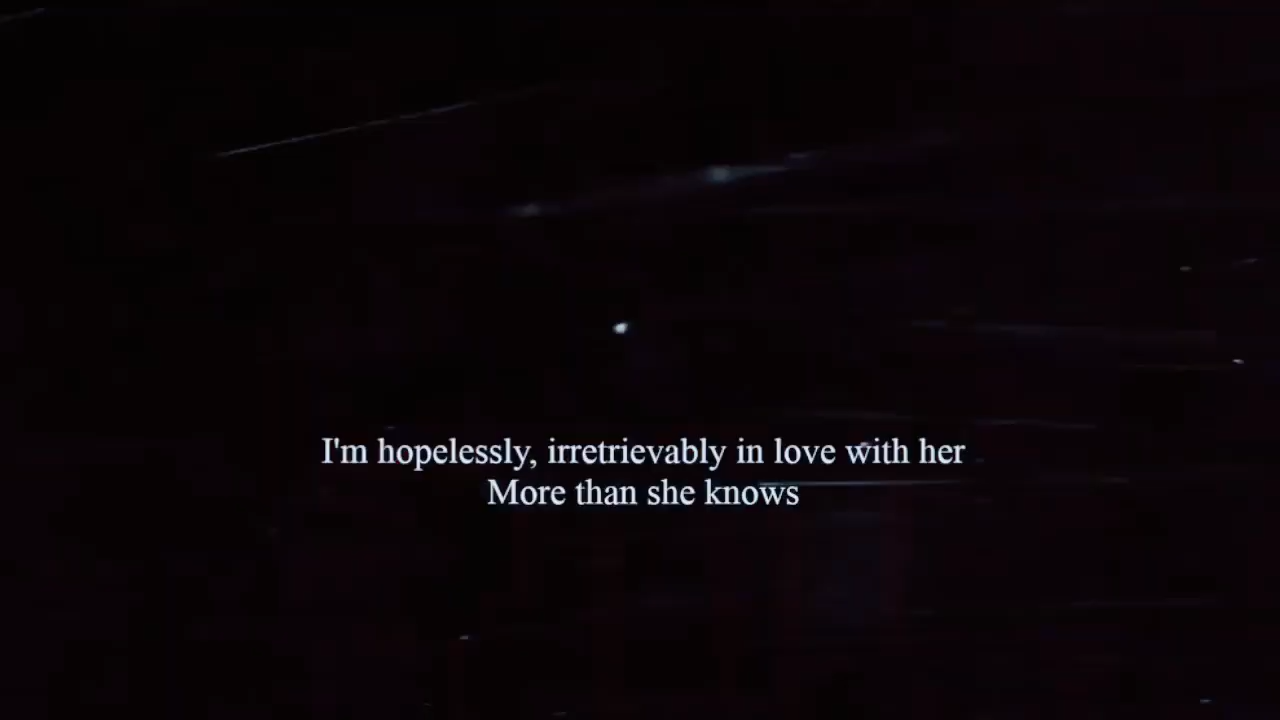 I'm hopelessly, irretrievably in love with her
More than she knows